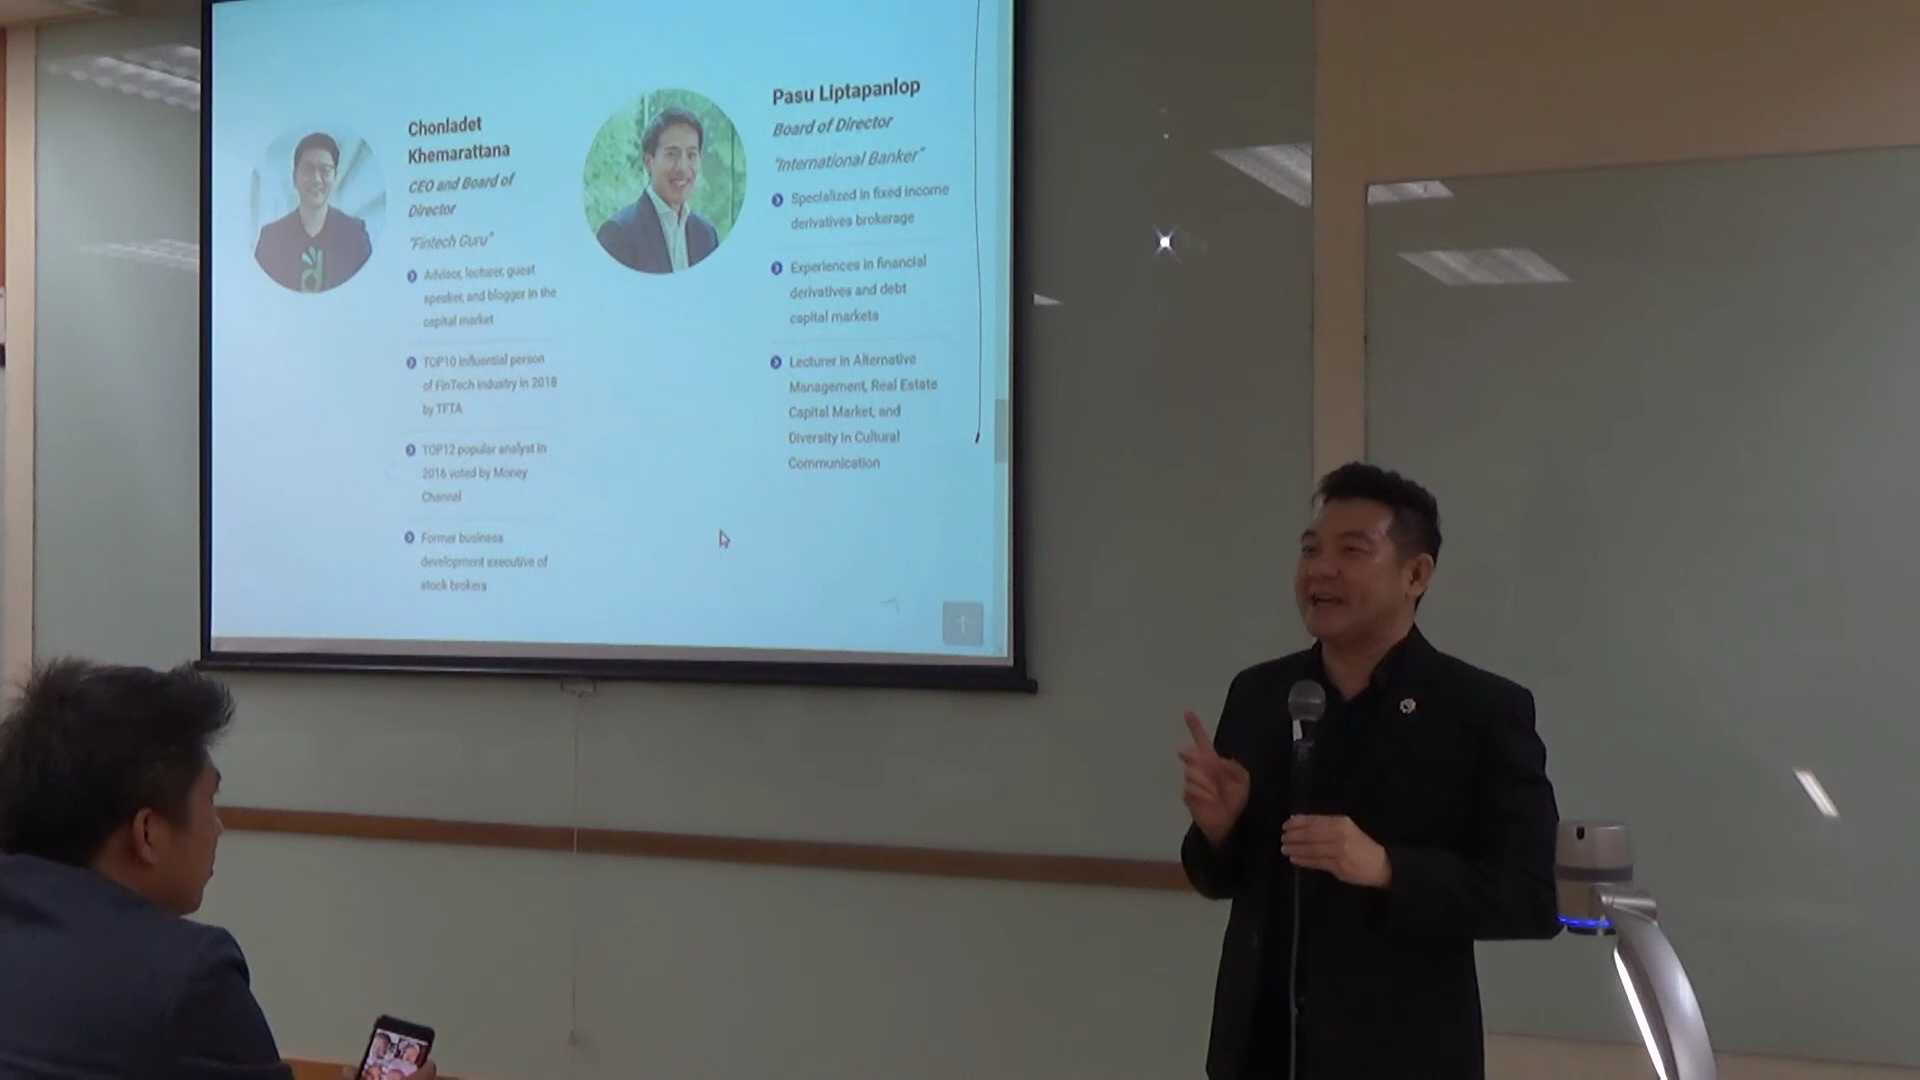 Chonladet
Khemarattana
CEO and Board of
Director
"Fintech Guru"
Advisor, lecturer, guest
speaker, and blogger in the
capital market
TOP10 influential person
of FinTech industry in 2018
by TFTA
TOP12 popular analyst in
2016 voted by Money
Channel
Former business
development executive of
stock brokers
Pasu Liptapanlop
Board of Director
"International Banker"
Specialized in fixed income
derivatives brokerage
Experiences in financial
derivatives and debt
capital markets
Lecturer in Alternative
Management, Real Estate
Capital Market, and
Diversity in Cultural
Communication